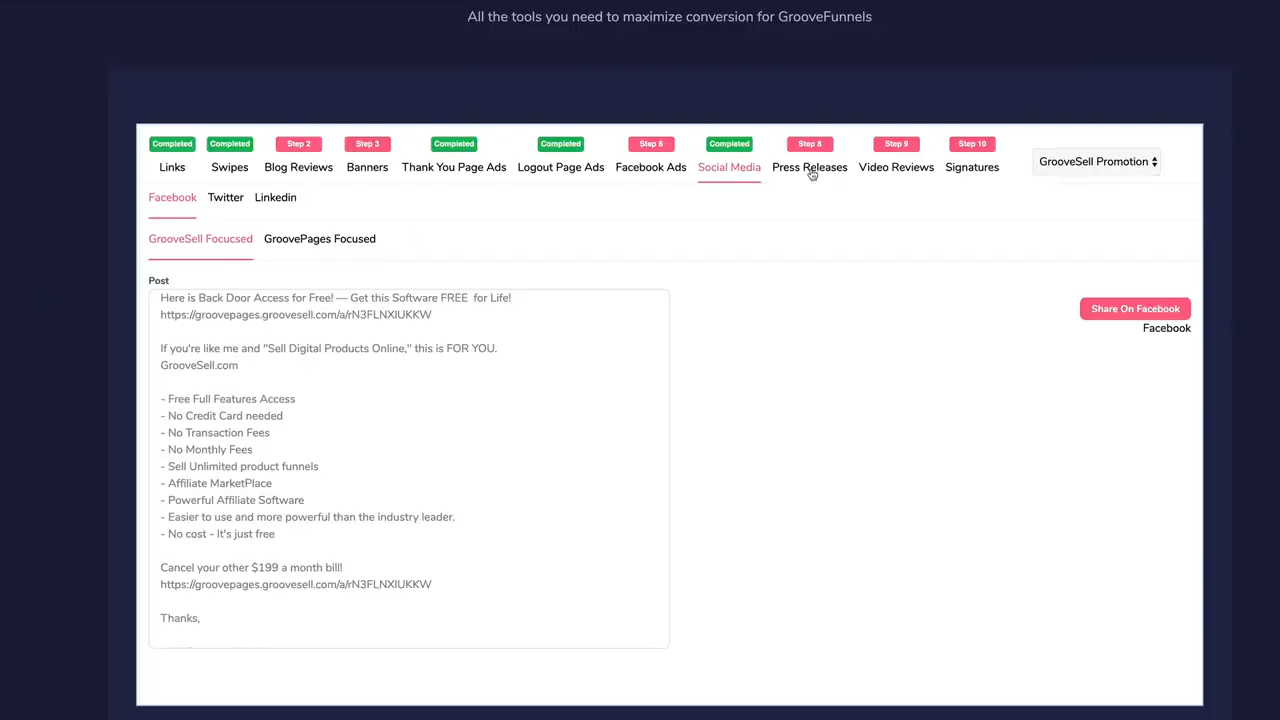 All the tools you need to maximize conversion for GrooveFunnels
Completed Completed Step 2 Step 3 Completed Completed Step 6 Completed Step 8 Step 9 Step 10
Links Swipes Blog Reviews Banners Thank You Page Ads Logout Page Ads Facebook Ads Social Media Press Releases Video Reviews Signatures
GrooveSell Promotion
Facebook Twitter Linkedin
GrooveSell Focucsed GroovePages Focused
Post
Here is Back Door Access for Free! — Get this Software FREE for Life!
https://groovepages.groovesell.com/a/rN3FLNXIUKKW
If you're like me and "Sell Digital Products Online," this is FOR YOU.
GrooveSell.com
- Free Full Features Access
- No Credit Card needed
- No Transaction Fees
- No Monthly Fees
- Sell Unlimited product funnels
- Affiliate MarketPlace
- Powerful Affiliate Software
- Easier to use and more powerful than the industry leader.
- No cost - It's just free
Cancel your other $199 a month bill!
https://groovepages.groovesell.com/a/rN3FLNXIUKKW
Thanks,
Share On Facebook
Facebook